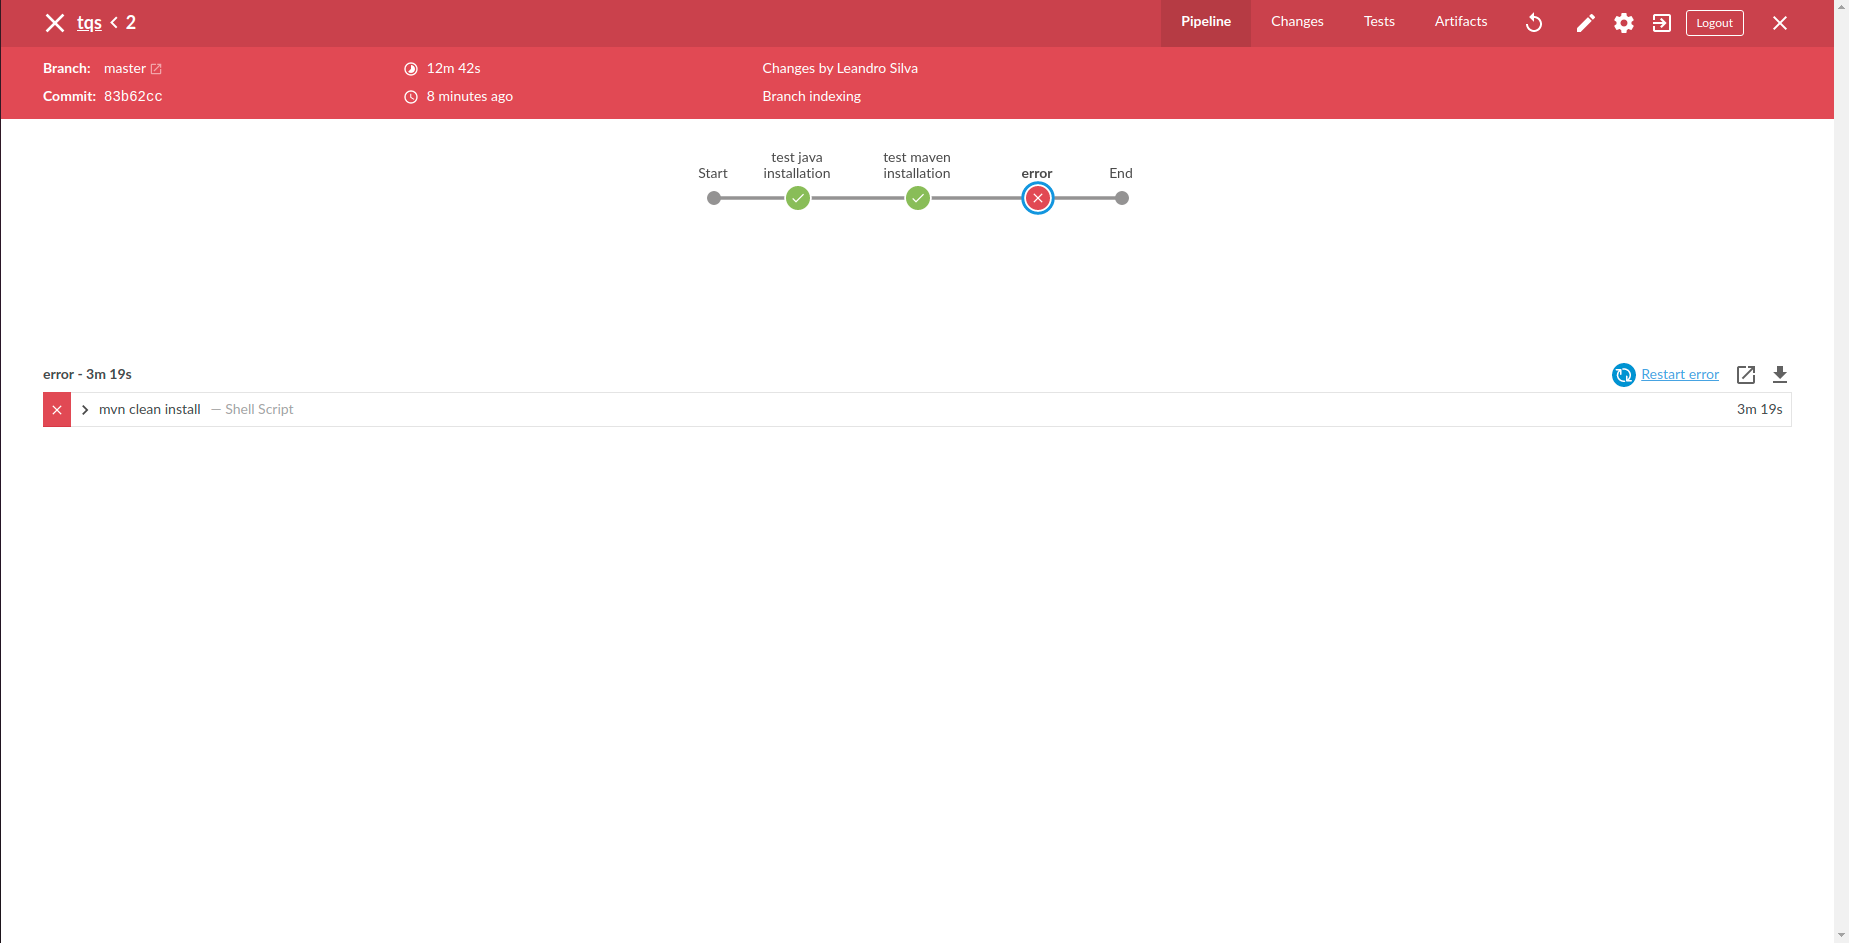 tqs < 2
Pipeline Changes Tests Artifacts Logout
Branch: master 12m 42s Changes by Leandro Silva
Commit: 83b62cc 8 minutes ago Branch indexing
Start test java installation test maven installation error End
error - 3m 19s Restart error
mvn clean install — Shell Script 3m 19s